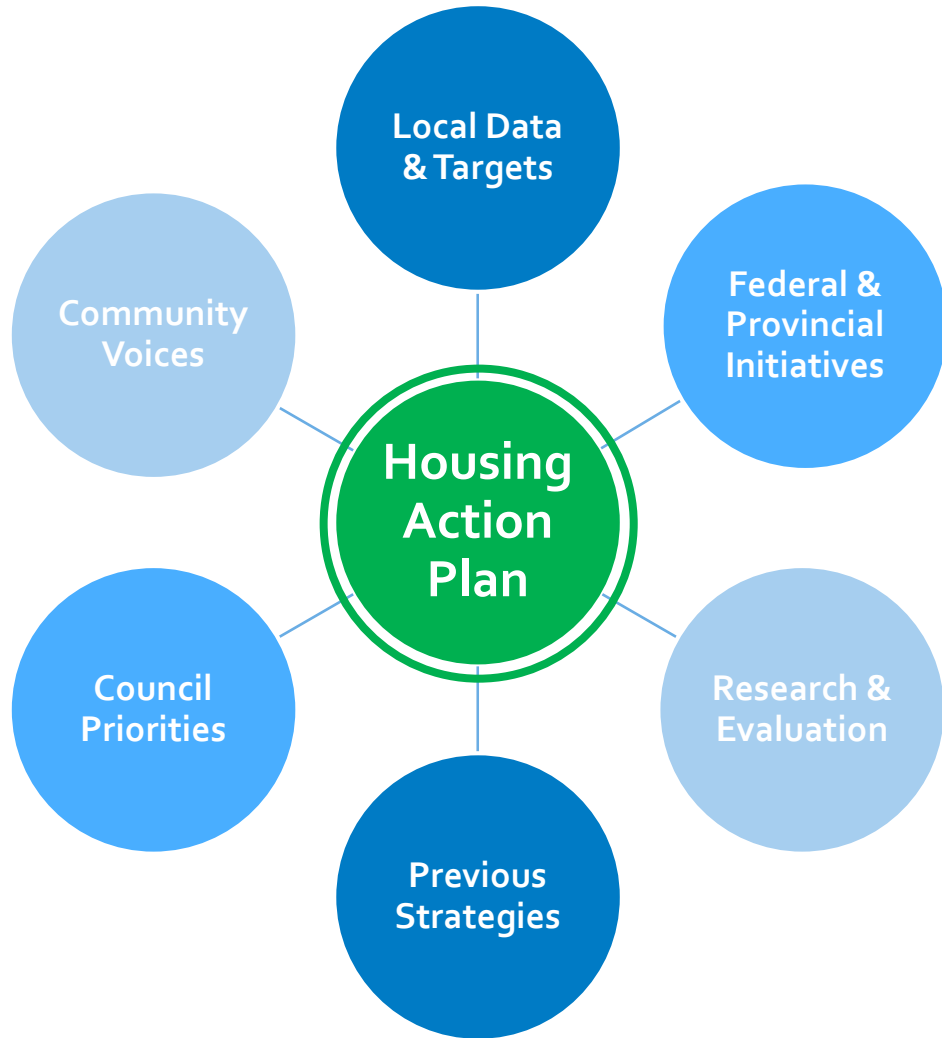 Local Data
& Targets
Federal &
Provincial
Initiatives
Community
Voices
Housing
Action
Plan
Council
Priorities
Research &
Evaluation
Previous
Strategies